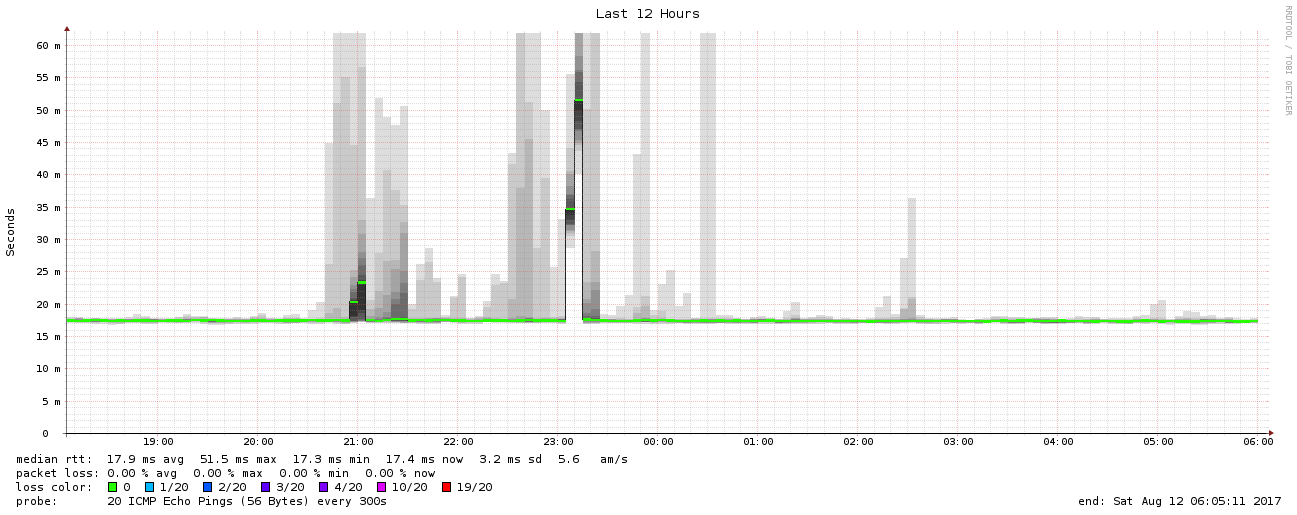 Last 12 Hours
RRDTOOL / TOBI OETIKER
60 m
55 m
50 m
45 m
40 m
35 m
30 m
25 m
20 m
15 m
10 m
5 m
0
Seconds
19:00 20:00 21:00 22:00 23:00 00:00 01:00 02:00 03:00 04:00 05:00 06:00
median rtt: 17.9 ms avg 51.5 ms max 17.3 ms min 17.4 ms now 3.2 ms sd 5.6 am/s
packet loss: 0.00 % avg 0.00 % max 0.00 % min 0.00 % now
loss color: 0 1/20 2/20 3/20 4/20 10/20 19/20
probe: 20 ICMP Echo Pings (56 Bytes) every 300s end: Sat Aug 12 06:05:11 2017